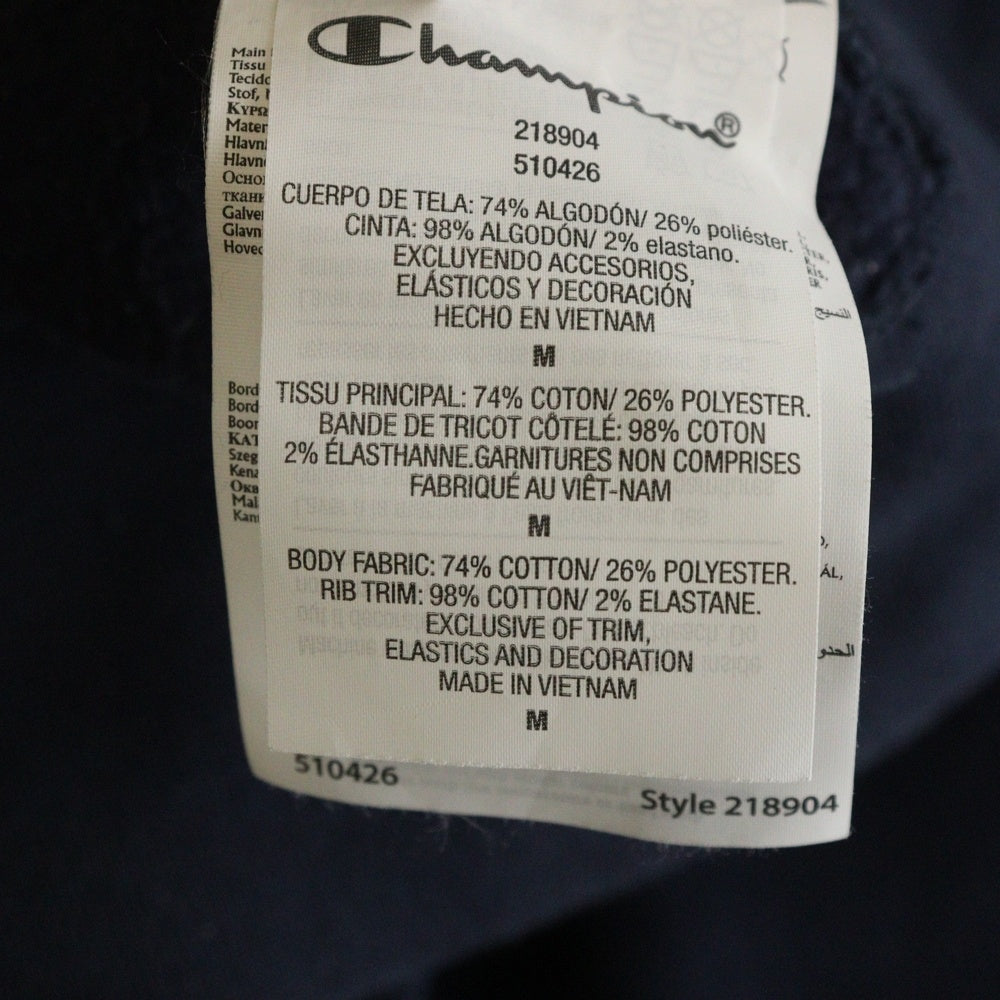 Champion®
218904
510426
CUERPO DE TELA: 74% ALGODÓN/ 26% poliéster.
CINTA: 98% ALGODÓN/ 2% elastano.
EXCLUYENDO ACCESORIOS,
ELÁSTICOS Y DECORACIÓN
HECHO EN VIETNAM
M
TISSU PRINCIPAL: 74% COTON/ 26% POLYESTER.
BANDE DE TRICOT CÔTELÉ: 98% COTON
2% ÉLASTHANNE.GARNITURES NON COMPRISES
FABRIQUÉ AU VIÊT-NAM
M
BODY FABRIC: 74% COTTON/ 26% POLYESTER.
RIB TRIM: 98% COTTON/ 2% ELASTANE.
EXCLUSIVE OF TRIM,
ELASTICS AND DECORATION
MADE IN VIETNAM
M
Main
Tissu
510426
Style 218904